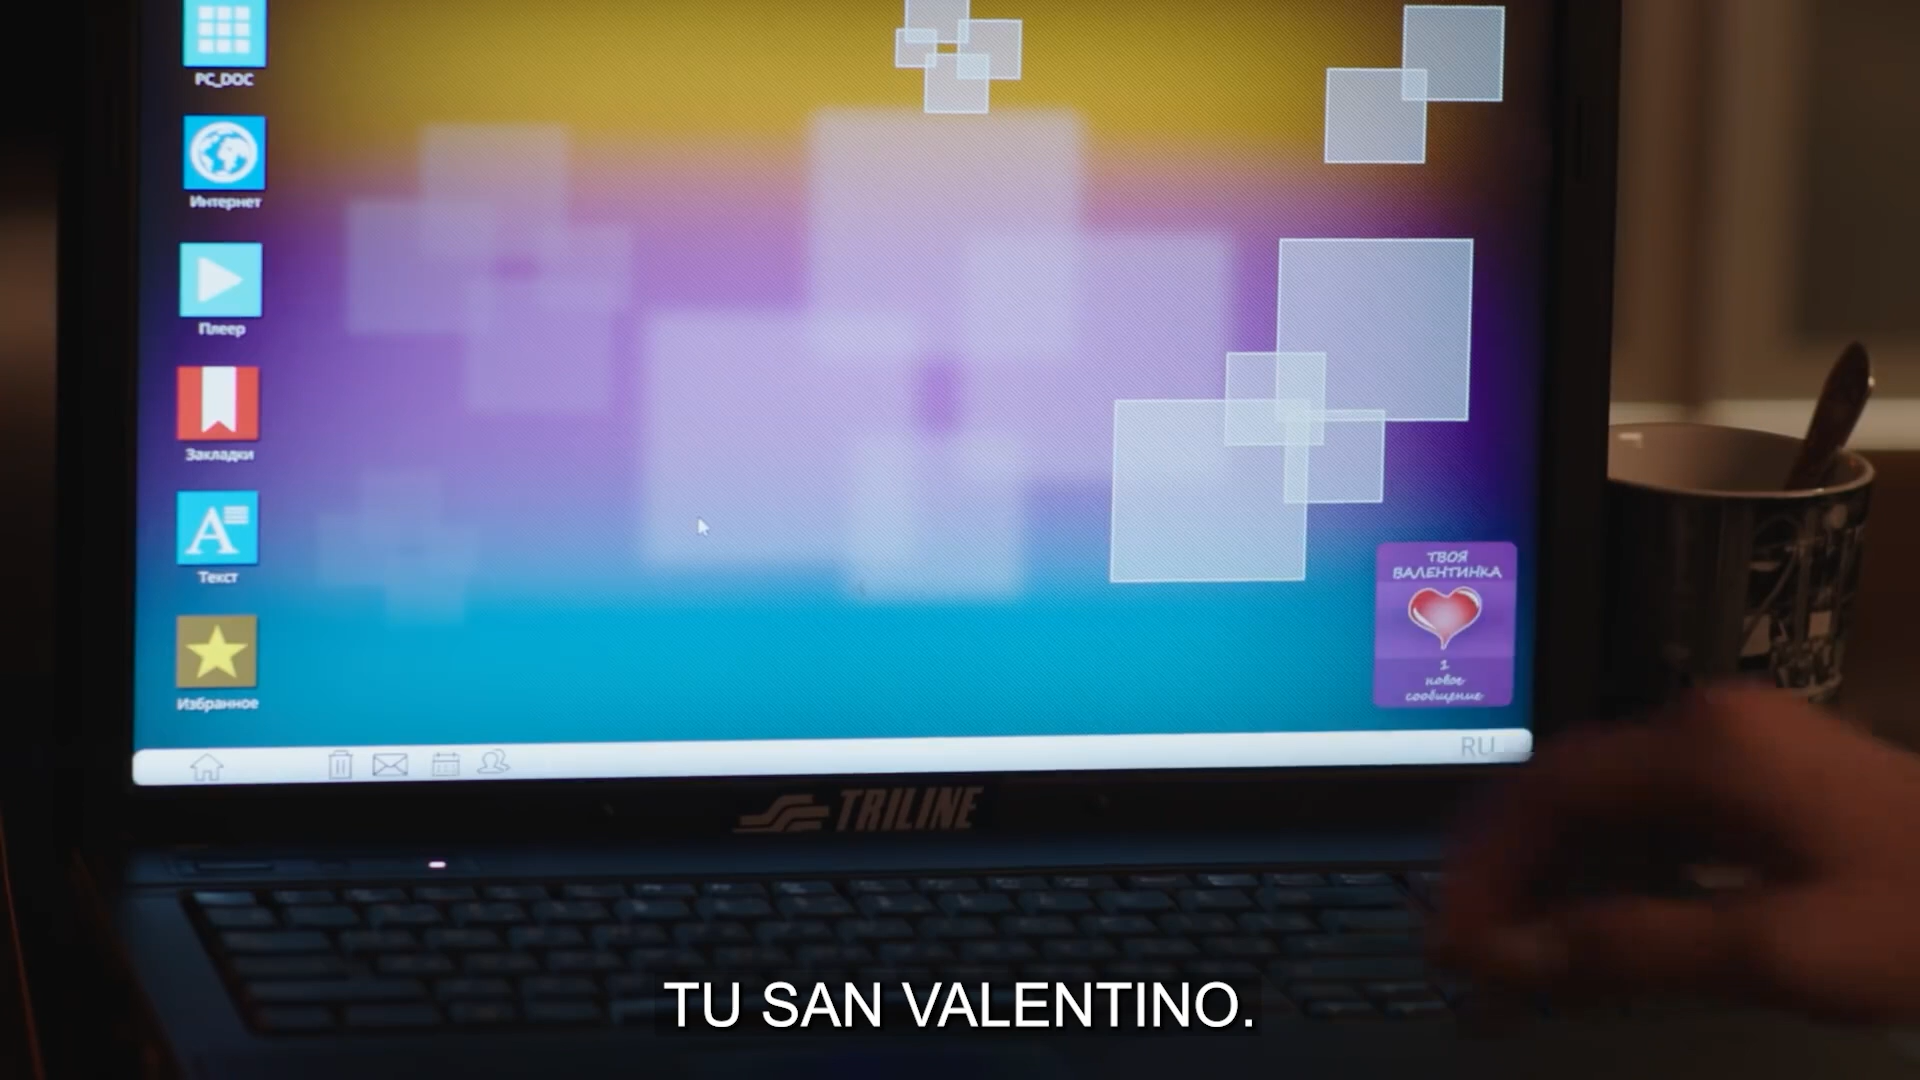 PC_DOC
Интернет
Плеер
Закладки
Текст
Избранное
ТВОЯ
ВАЛЕНТИНКА
1
новое
сообщение
RU
TRILINE
TU SAN VALENTINO.